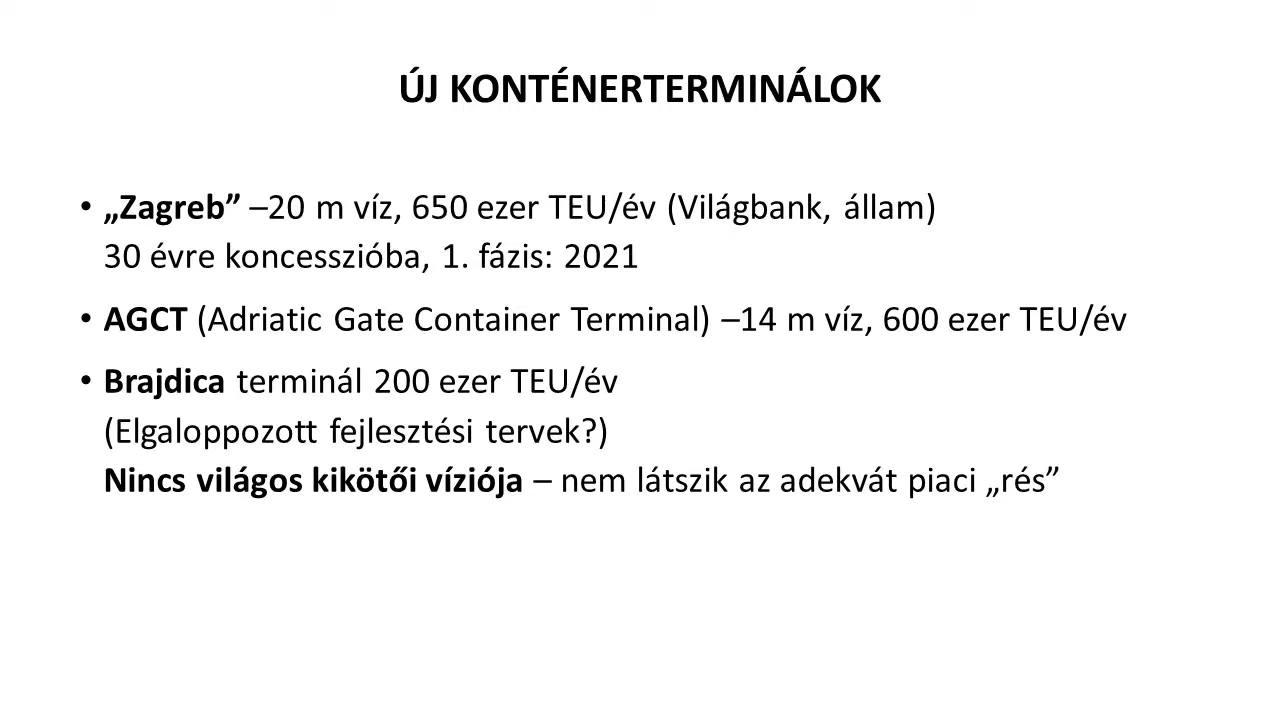 ÚJ KONTÉNERTERMINÁLOK
• „Zagreb” –20 m víz, 650 ezer TEU/év (Világbank, állam)
30 évre koncesszióba, 1. fázis: 2021
• AGCT (Adriatic Gate Container Terminal) –14 m víz, 600 ezer TEU/év
• Brajdica terminál 200 ezer TEU/év
(Elgaloppozott fejlesztési tervek?)
Nincs világos kikötői víziója – nem látszik az adekvát piaci „rés”